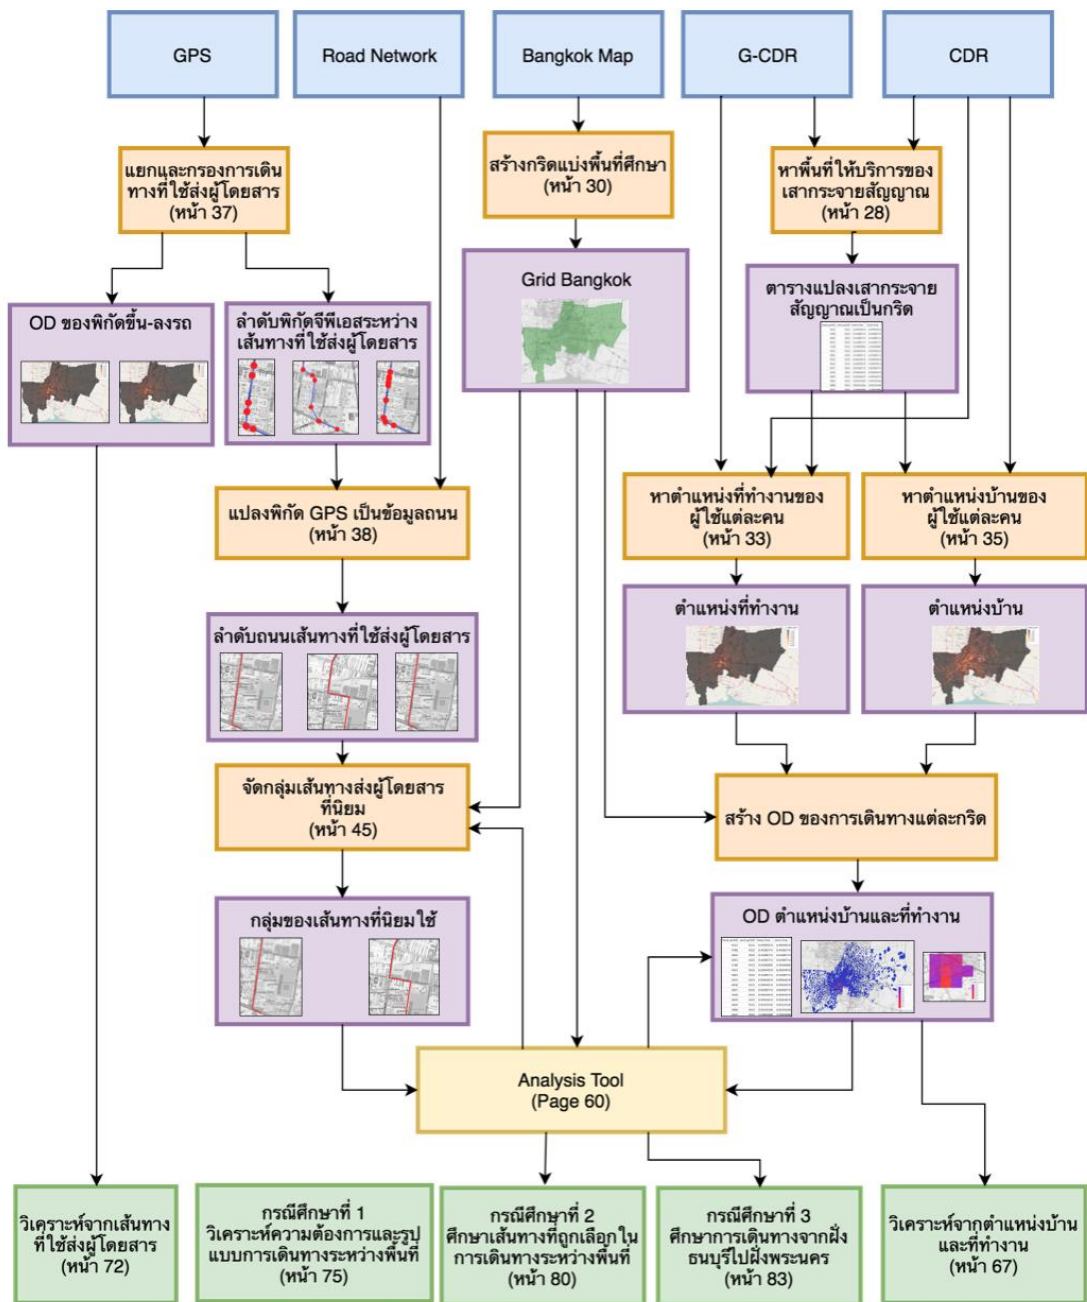 GPS
Road Network
Bangkok Map
G-CDR
CDR
แยกและกรองการเดิน
ทางที่ใช้ส่งผู้โดยสาร
(หน้า 37)
สร้างกริดแบ่งพื้นที่ศึกษา
(หน้า 30)
หาพื้นที่ให้บริการของ
เสากระจายสัญญาณ
(หน้า 28)
OD ของพิกัดขึ้น-ลงรถ
ลำดับพิกัดจีพีเอสระหว่าง
เส้นทางที่ใช้ส่งผู้โดยสาร
Grid Bangkok
ตารางแปลงเสากระจาย
สัญญาณเป็นกริด
แปลงพิกัด GPS เป็นข้อมูลถนน
(หน้า 38)
หาตำแหน่งที่ทำงานของ
ผู้ใช้แต่ละคน
(หน้า 33)
หาตำแหน่งบ้านของ
ผู้ใช้แต่ละคน
(หน้า 35)
ลำดับถนนเส้นทางที่ใช้ส่งผู้โดยสาร
ตำแหน่งที่ทำงาน
ตำแหน่งบ้าน
จัดกลุ่มเส้นทางส่งผู้โดยสาร
ที่นิยม
(หน้า 45)
สร้าง OD ของการเดินทางแต่ละกริด
กลุ่มของเส้นทางที่นิยมใช้
OD ตำแหน่งบ้านและที่ทำงาน
Analysis Tool
(Page 60)
วิเคราะห์จากเส้นทาง
ที่ใช้ส่งผู้โดยสาร
(หน้า 72)
กรณีศึกษาที่ 1
วิเคราะห์ความต้องการและรูป
แบบการเดินทางระหว่างพื้นที่
(หน้า 75)
กรณีศึกษาที่ 2
ศึกษาเส้นทางที่ถูกเลือกใน
การเดินทางระหว่างพื้นที่
(หน้า 80)
กรณีศึกษาที่ 3
ศึกษาการเดินทางจากฝั่ง
ธนบุรีไปฝั่งพระนคร
(หน้า 83)
วิเคราะห์จากตำแหน่งบ้าน
และที่ทำงาน
(หน้า 67)